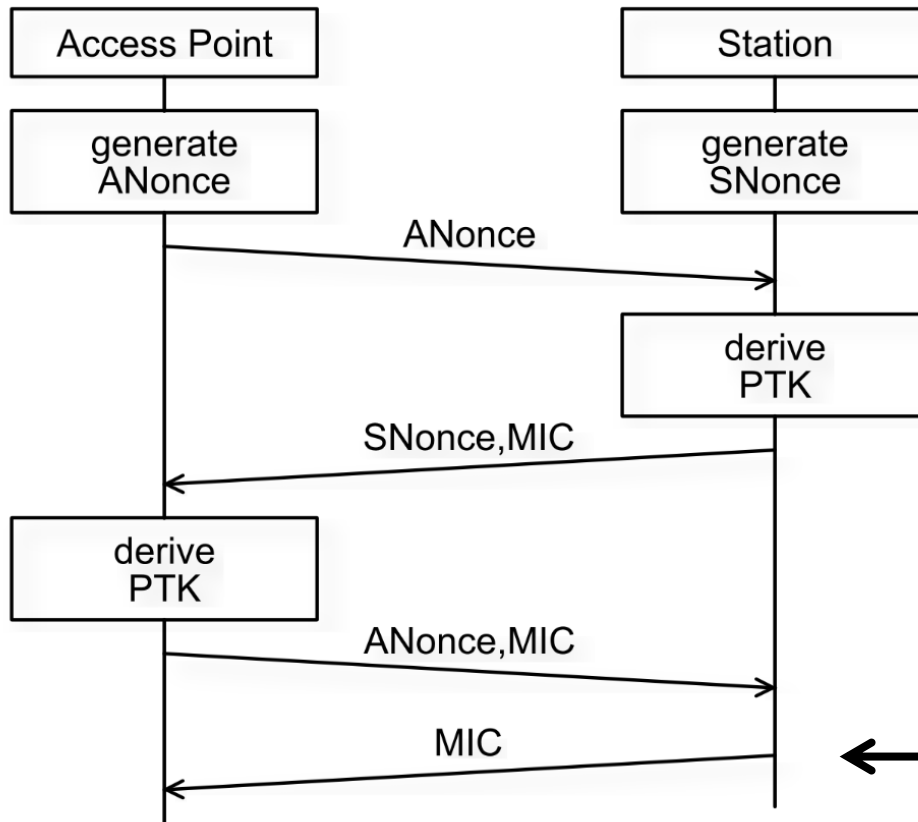 Access Point
Station
generate
ANonce
generate
SNonce
ANonce
derive
PTK
SNonce,MIC
derive
PTK
ANonce,MIC
MIC